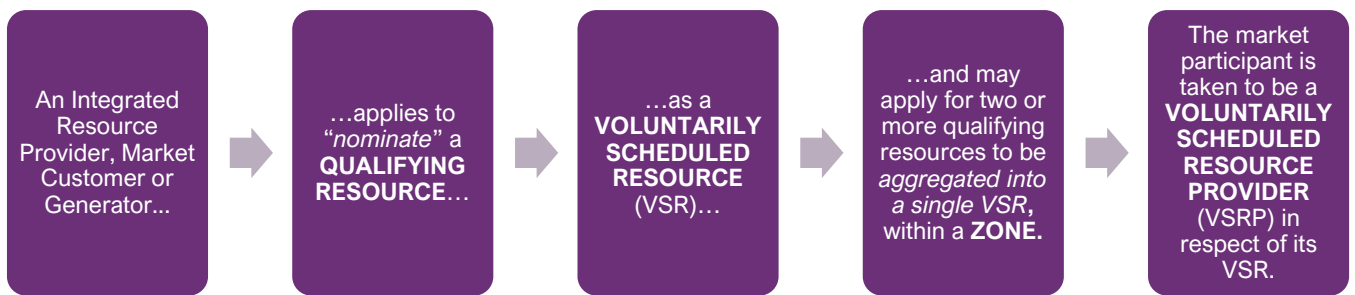 An Integrated
Resource
Provider, Market
Customer or
Generator...
…applies to
“nominate” a
QUALIFYING
RESOURCE…
…as a
VOLUNTARILY
SCHEDULED
RESOURCE
(VSR)…
…and may
apply for two or
more qualifying
resources to be
aggregated into
a single VSR,
within a ZONE.
The market
participant is
taken to be a
VOLUNTARILY
SCHEDULED
RESOURCE
PROVIDER
(VSRP) in
respect of its
VSR.